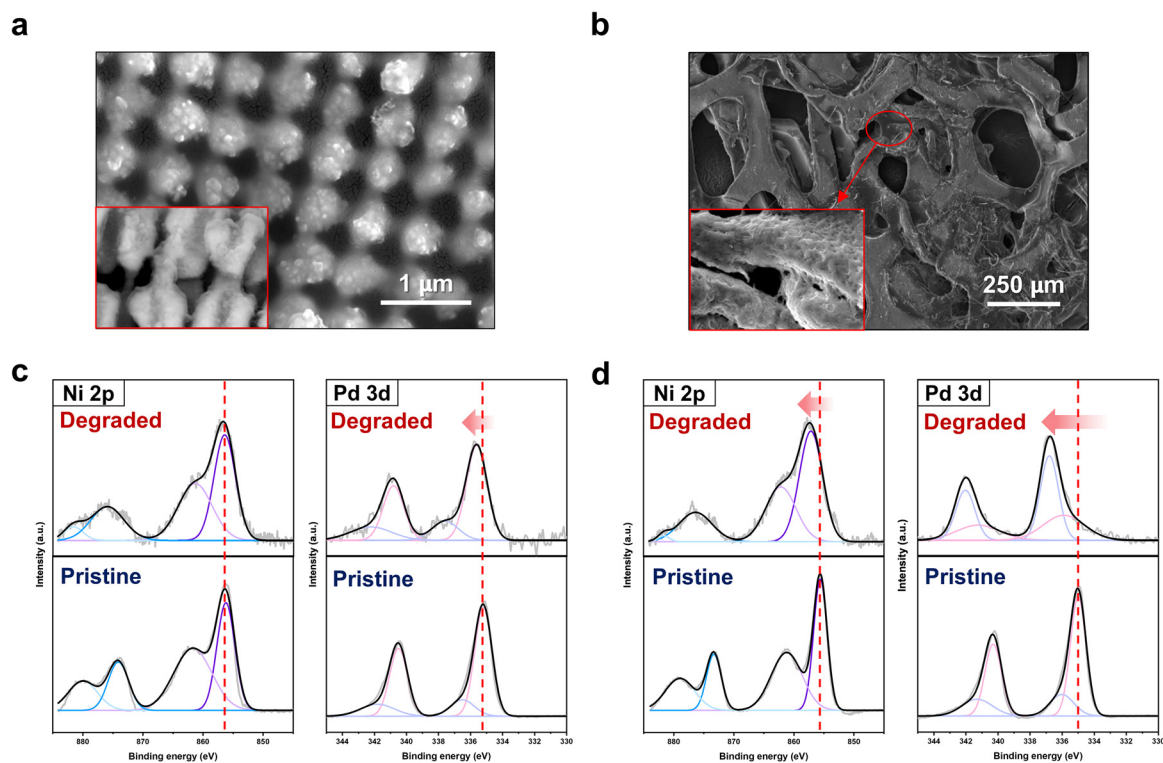 a
b
1 μm
250 μm
c
Ni 2p
Degraded
Pristine
Intensity (a.u.)
880
870
860
850
Binding energy (eV)
Pd 3d
Degraded
Pristine
Intensity (a.u.)
344
342
340
338
336
334
332
330
Binding energy (eV)
d
Ni 2p
Degraded
Pristine
Intensity (a.u.)
880
870
860
850
Binding energy (eV)
Pd 3d
Degraded
Pristine
Intensity (a.u.)
344
342
340
338
336
334
332
330
Binding energy (eV)